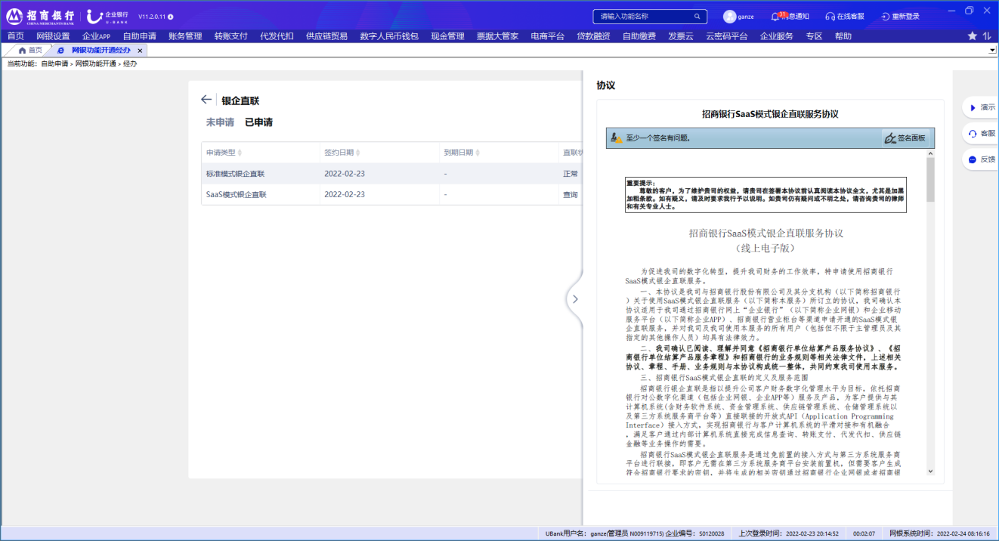 招商银行 CHINA MERCHANTS BANK 企业银行 U-BANK V11.2.0.11 请输入功能名称 ganze 31 消息通知 在线客服 重新登录
首页 网银设置 企业APP 自助申请 账务管理 转账支付 代发代扣 供应链贸易 数字人民币钱包 现金管理 票据大管家 电商平台 贷款融资 自助缴费 发票云 云密码平台 企业服务 专区 帮助
首页 网银功能开通经办
当前功能: 自助申请 > 网银功能开通 > 经办
银企直联
未申请 已申请
申请类型 签约日期 到期日期 直联状
标准模式银企直联 2022-02-23 - 正常
SaaS模式银企直联 2022-02-23 - 查询
协议
招商银行SaaS模式银企直联服务协议
至少一个签名有问题。 签名面板
重要提示:
尊敬的客户,为了维护贵司的权益,请贵司在签署本协议前认真阅读本协议全文,尤其是加黑
加粗条款。如有疑义,请及时要求我行予以说明。如贵司仍有疑问或不明之处,请咨询贵司的律师
和有关专业人士。
招商银行SaaS模式银企直联服务协议
(线上电子版)
为促进我司的数字化转型,提升我司财务的工作效率,特申请使用招商银行
SaaS模式银企直联服务。
一、本协议是我司与招商银行股份有限公司及其分支机构(以下简称招商银行
)关于使用SaaS模式银企直联服务(以下简称本服务)所订立的协议,我司确认本
协议适用于我司通过招商银行网上“企业银行”(以下简称企业网银)和企业移动
服务平台(以下简称企业APP)、招商银行营业柜台等渠道申请开通的SaaS模式银
企直联服务,并对我司及我司使用本服务的所有用户(包括但不限于主管理员及其
指定的其他操作人员)均具有法律效力。
二、我司确认已阅读、理解并同意《招商银行单位结算产品服务协议》、《招
商银行单位结算产品服务章程》和招商银行的业务规则等相关法律文件,上述相关
协议、章程、手册、业务规则与本协议构成统一整体,共同约束我司使用本服务。
三、招商银行SaaS模式银企直联的定义及服务范围
招商银行银企直联是指以提升公司客户财务数字化管理水平为目标,依托招商
银行对公数字化渠道(包括企业网银、企业APP等)服务及产品,为客户提供与其
计算机系统(含财务软件系统、资金管理系统、供应链管理系统、仓储管理系统以
及第三方系统服务商平台等)直接联接的开放式API(Application Programming
Interface)接入方式,实现招商银行与客户计算机系统的平滑对接和有机融合
,满足客户通过内部计算机系统直接完成信息查询、转账支付、代发代扣、供应链
金融等业务操作的需要。
招商银行SaaS模式银企直联服务是通过免前置的接入方式与第三方系统服务商
平台进行联接,即客户无需在第三方系统服务商平台安装前置机,但需要客户生成
符合招商银行要求的密钥,并将生成的相关密钥通过招商银行企业网银或者招商银
演示
客服
反馈
UBank用户名: ganze(管理员 N009119715) 企业编号: S0120028 上次登录时间: 2022-02-23 20:14:52 00:02:07 网银系统时间: 2022-02-24 08:16:16